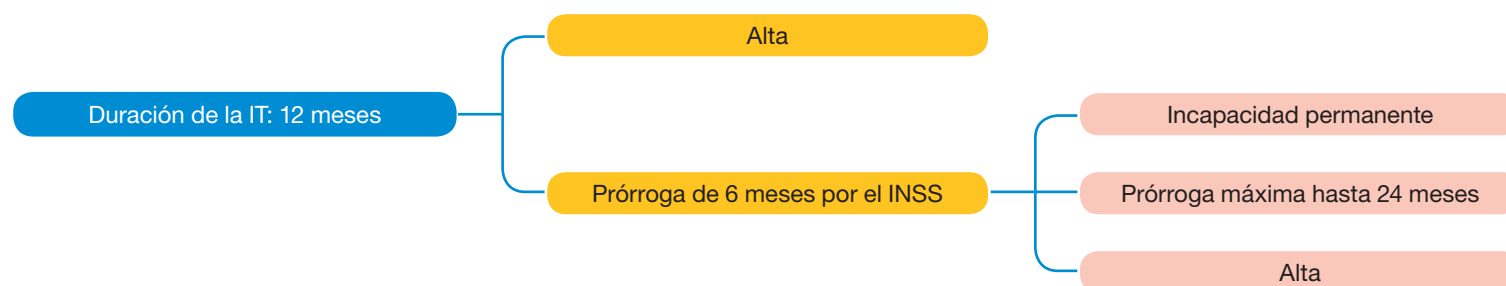 Alta
Duración de la IT: 12 meses
Incapacidad permanente
Prórroga de 6 meses por el INSS
Prórroga máxima hasta 24 meses
Alta